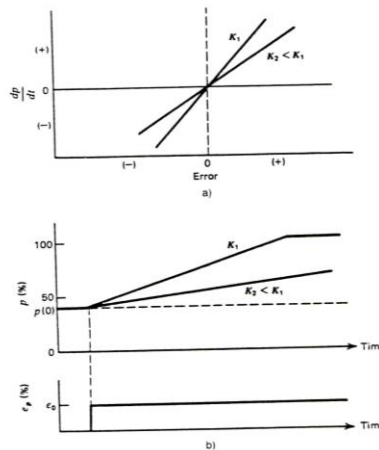 (+)
dp/dt
0
(−)
K₁
K₂ < K₁
(−)
0
(+)
Error
a)
p (%)
100
50
p(0)
0
K₁
K₂ < K₁
Tim
eₚ (%)
e₀
Tim
b)